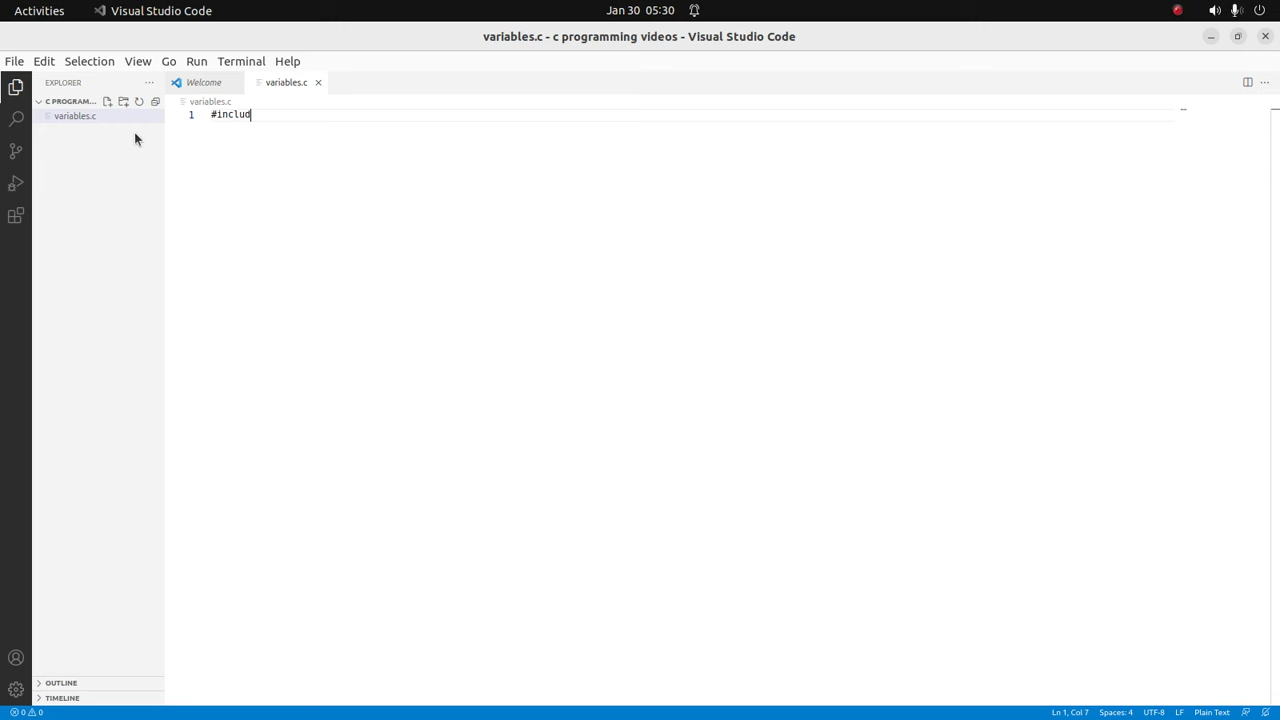 Activities Visual Studio Code Jan 30 05:30
variables.c - c programming videos - Visual Studio Code
File Edit Selection View Go Run Terminal Help
EXPLORER ··· Welcome variables.c
C PROGRAM... variables.c
variables.c 1 #includ
OUTLINE
TIMELINE
0 0 Ln 1, Col 7 Spaces: 4 UTF-8 LF Plain Text